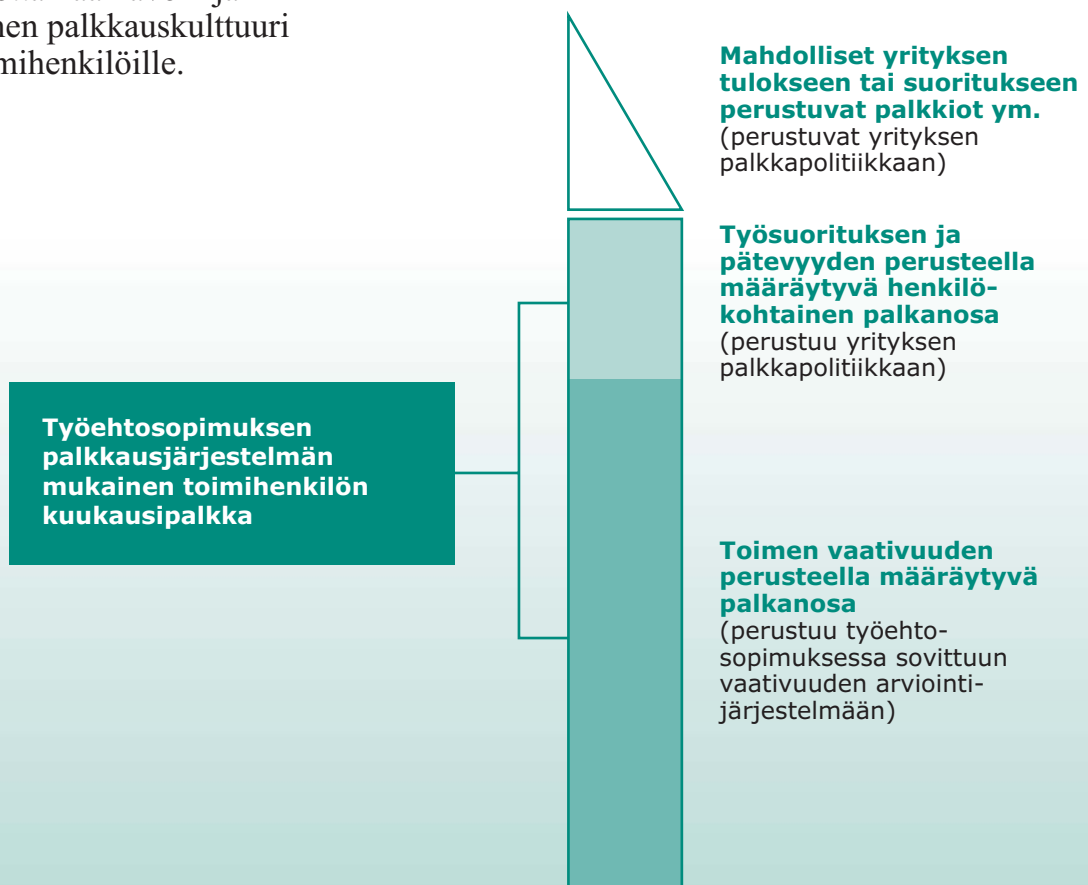 nen palkkauskulttuuri
mihenkilöille.
Mahdolliset yrityksen
tulokseen tai suoritukseen
perustuvat palkkiot ym.
(perustuvat yrityksen
palkkapolitiikkaan)
Työsuorituksen ja
pätevyyden perusteella
määräytyvä henkilö-
kohtainen palkanosa
(perustuu yrityksen
palkkapolitiikkaan)
Työehtosopimuksen
palkkausjärjestelmän
mukainen toimihenkilön
kuukausipalkka
Toimen vaativuuden
perusteella määräytyvä
palkanosa
(perustuu työehto-
sopimuksessa sovittuun
vaativuuden arviointi-
järjestelmään)